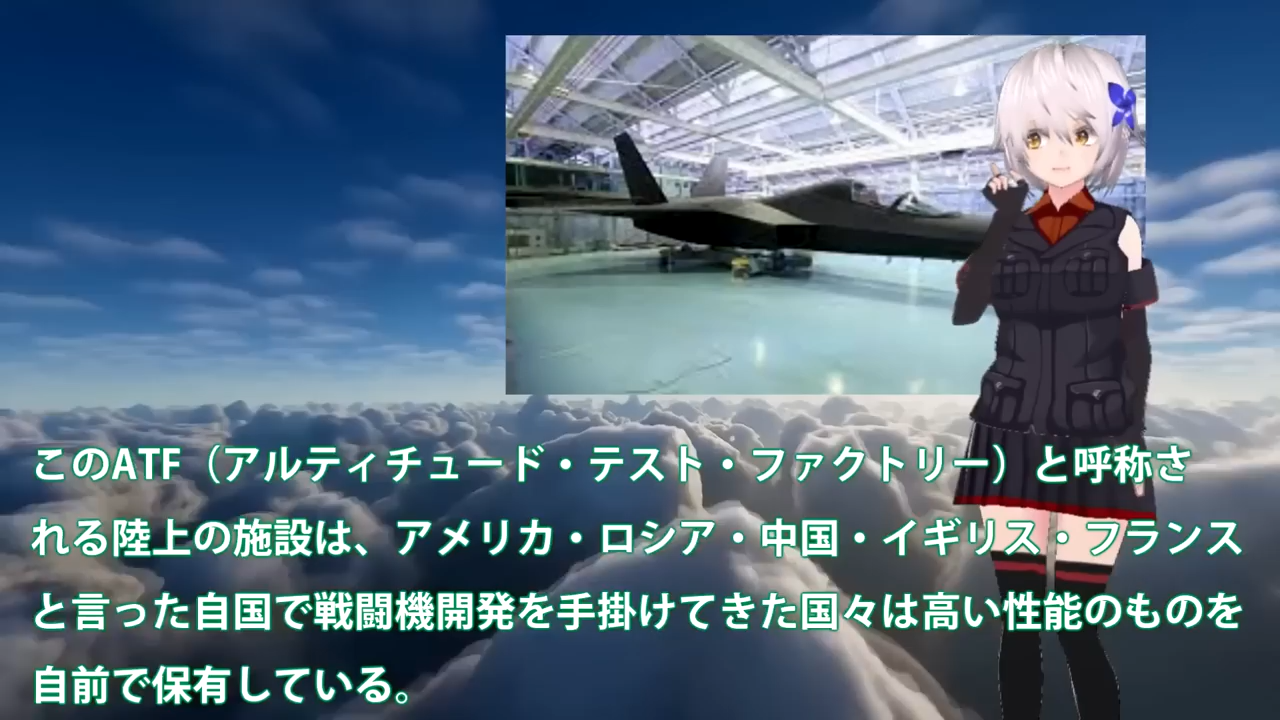 このATF（アルティチュード・テスト・ファクトリー）と呼称さ
れる陸上の施設は、アメリカ・ロシア・中国・イギリス・フランス
と言った自国で戦闘機開発を手掛けてきた国々は高い性能のものを
自前で保有している。